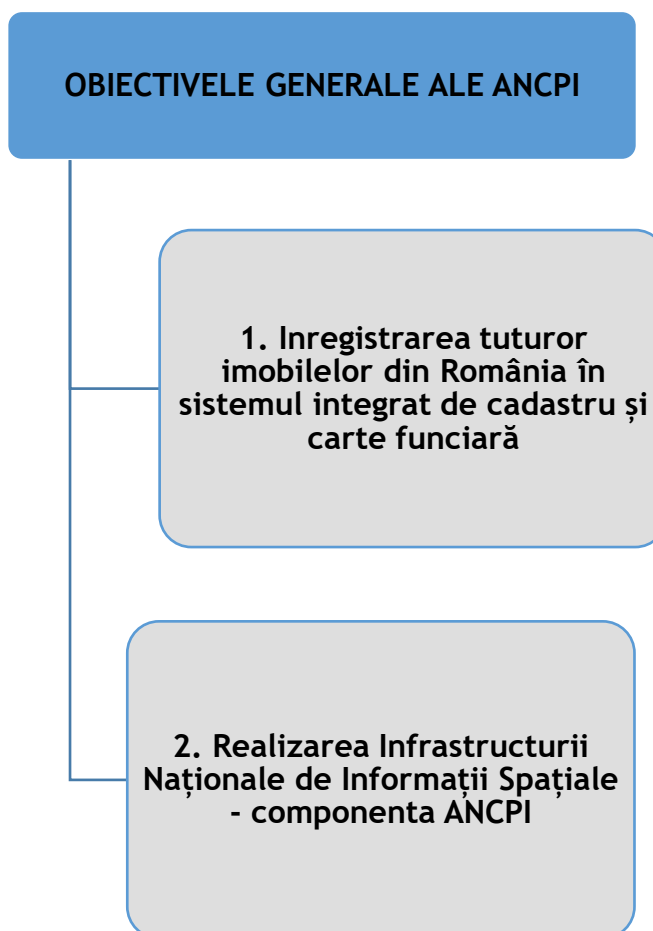 OBIECTIVELE GENERALE ALE ANCPI
1. Inregistrarea tuturor
imobilelor din România în
sistemul integrat de cadastru și
carte funciară
2. Realizarea Infrastructurii
Naționale de Informații Spațiale
- componenta ANCPI